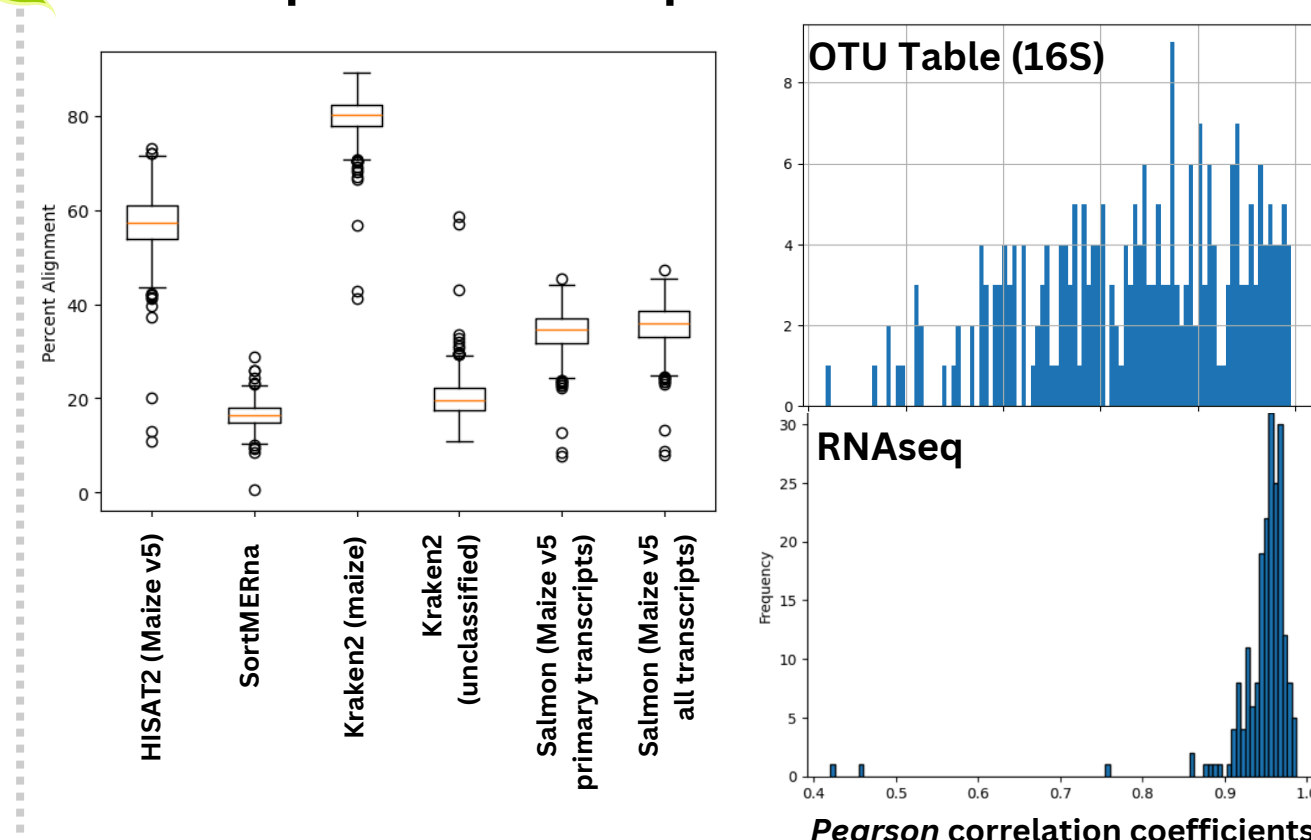 80
60
40
20
0
Percent Alignment
HISAT2 (Maize v5)
SortMERna
Kraken2 (maize)
Kraken2
(unclassified)
Salmon (Maize v5
primary transcripts)
Salmon (Maize v5
all transcripts)
OTU Table (16S)
8
6
4
2
0
RNAseq
30
25
20
15
10
5
0
Frequency
0.4 0.5 0.6 0.7 0.8 0.9
Pearson correlation coefficients